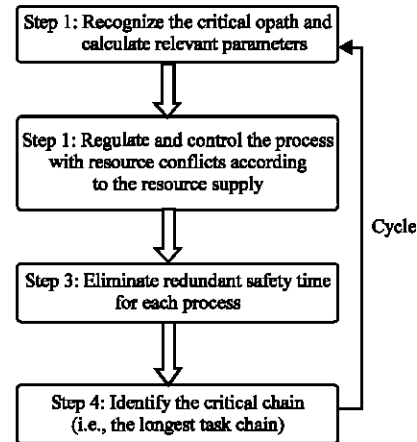 Step 1: Recognize the critical opath and
calculate relevant parameters
Step 1: Regulate and control the process
with resource conflicts according
to the resource supply
Cycle
Step 3: Eliminate redundant safety time
for each process
Step 4: Identify the critical chain
(i.e., the longest task chain)